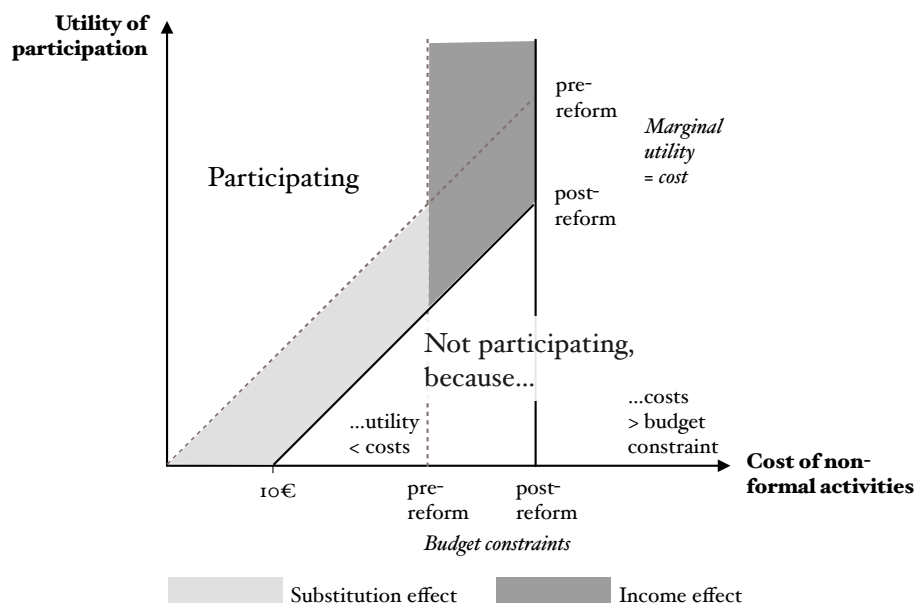 Utility of
participation
pre-
reform
Marginal
utility
= cost
Participating
post-
reform
Not participating,
because...
...utility
< costs
...costs
> budget
constraint
Cost of non-
formal activities
10€
pre-
reform
post-
reform
Budget constraints
Substitution effect
Income effect